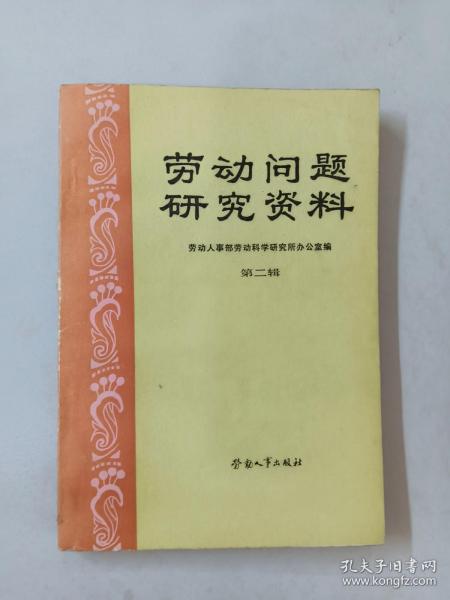 劳动问题
研究资料
劳动人事部劳动科学研究所办公室编
第二辑
劳动人事出版社
孔夫子旧书网
www.kongfz.com